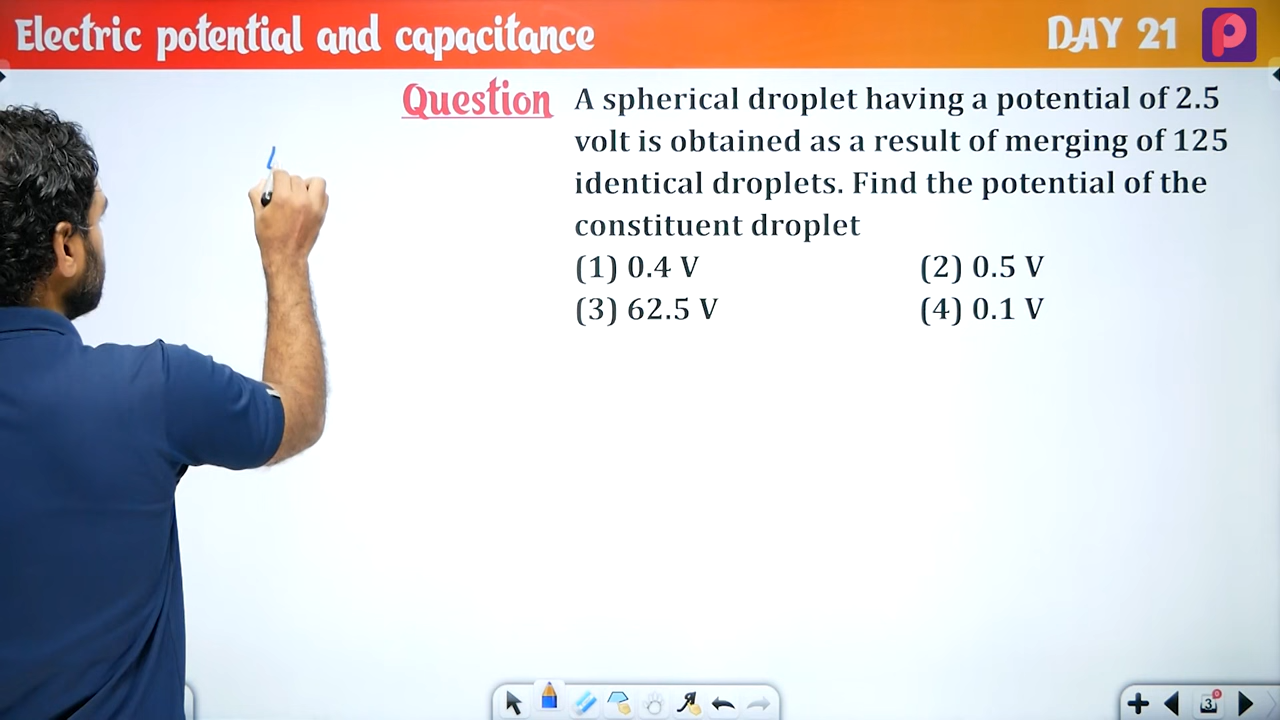 Electric potential and capacitance
DAY 21
Question
A spherical droplet having a potential of 2.5
volt is obtained as a result of merging of 125
identical droplets. Find the potential of the
constituent droplet
(1) 0.4 V (2) 0.5 V
(3) 62.5 V (4) 0.1 V
3